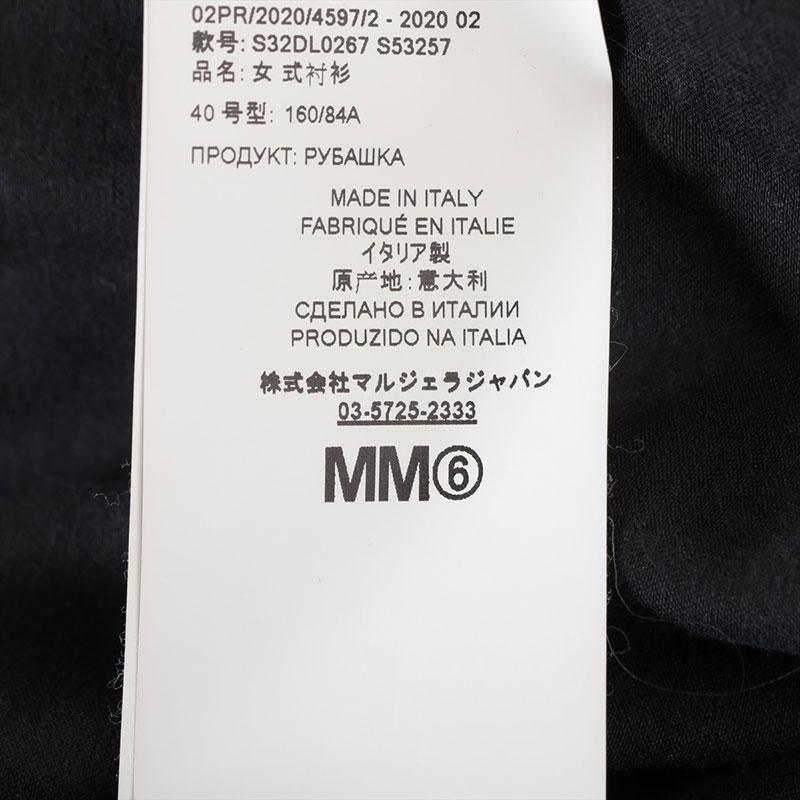 02PR/2020/4597/2 - 2020 02
款号: S32DL0267 S53257
品名: 女 式衬衫
40 号型: 160/84A
ПРОДУКТ: РУБАШКА
MADE IN ITALY
FABRIQUÉ EN ITALIE
イタリア製
原产地: 意大利
СДЕЛАНО В ИТАЛИИ
PRODUZIDO NA ITALIA
株式会社マルジェラジャパン
03-5725-2333
MM⑥